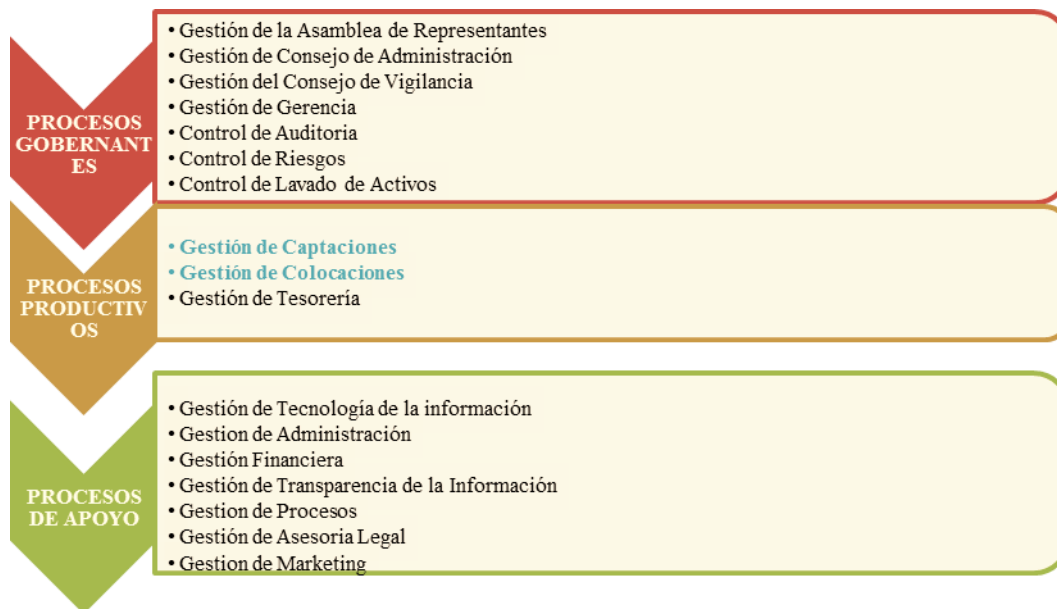 PROCESOS
GOBERNANT
ES
• Gestión de la Asamblea de Representantes
• Gestión de Consejo de Administración
• Gestión del Consejo de Vigilancia
• Gestión de Gerencia
• Control de Auditoria
• Control de Riesgos
• Control de Lavado de Activos
PROCESOS
PRODUCTIV
OS
• Gestión de Captaciones
• Gestión de Colocaciones
• Gestión de Tesorería
PROCESOS
DE APOYO
• Gestión de Tecnología de la información
• Gestion de Administración
• Gestión Financiera
• Gestión de Transparencia de la Información
• Gestion de Procesos
• Gestión de Asesoria Legal
• Gestion de Marketing